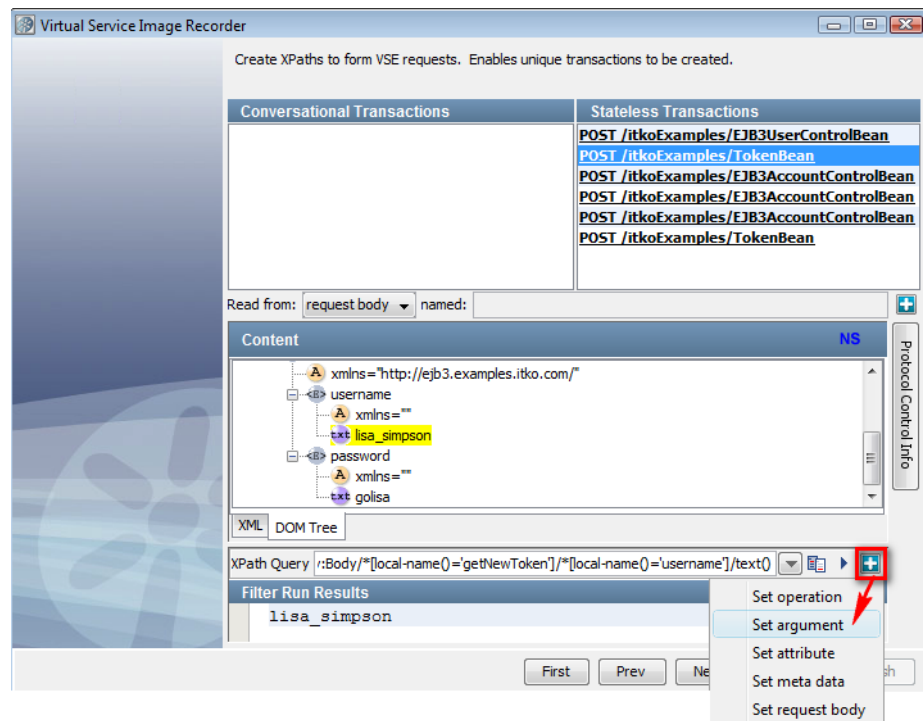 Virtual Service Image Recorder
Create XPaths to form VSE requests. Enables unique transactions to be created.
Conversational Transactions
Stateless Transactions
POST /itkoExamples/EJB3UserControlBean
POST /itkoExamples/TokenBean
POST /itkoExamples/EJB3AccountControlBean
POST /itkoExamples/EJB3AccountControlBean
POST /itkoExamples/EJB3AccountControlBean
POST /itkoExamples/TokenBean
Read from: request body named:
Content NS
Protocol Control Info
A xmlns="http://ejb3.examples.itko.com/"
<E> username
A xmlns=""
txt lisa_simpson
<E> password
A xmlns=""
txt golisa
XML DOM Tree
XPath Query :Body/*[local-name()='getNewToken']/*[local-name()='username']/text()
Filter Run Results
lisa_simpson
Set operation
Set argument
Set attribute
Set meta data
Set request body
First Prev Ne sh